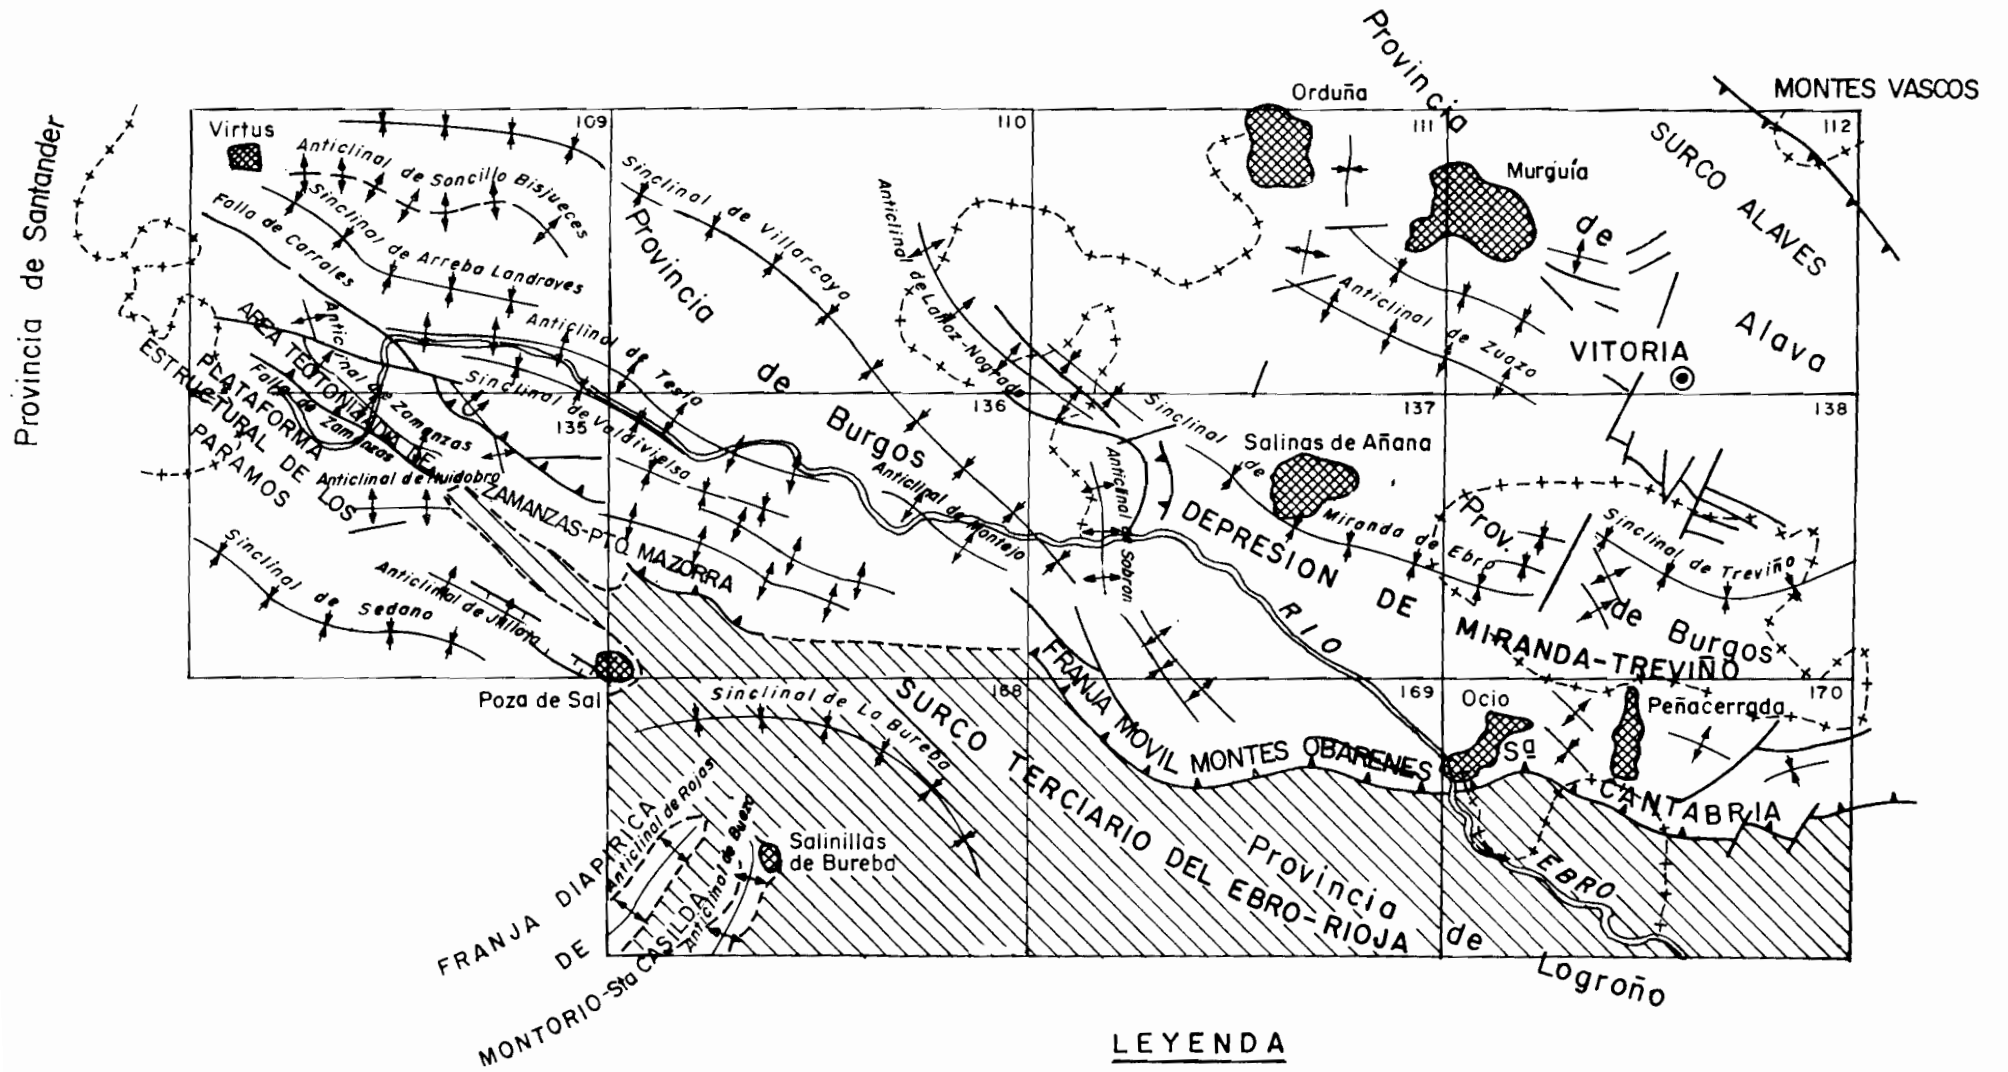 Provincia de Santander
Provincia
de
Alava
MONTES VASCOS
SURCO ALAVES
Orduña
Murguía
Virtus
109
110
111
112
Anticlinal de Soncillo Bisjueces
Sinclinal de Arreba Landraves
Falla de Carrales
Sinclinal de Villarcayo
Provincia
de
Burgos
Anticlinal de Lahoz-Nograro
Anticlinal de Zuazo
VITORIA
AREA TECTONIZADA DE
ZAMANZAS-PTO. MAZORRA
PLATAFORMA
ESTRUCTURAL DE LOS
PARAMOS
Anticlinal de Zamanzas
Falla de Zamanzas
Anticlinal de Tesla
Sinclinal de Valdivielso
135
136
137
138
Anticlinal de Huidobro
Anticlinal de Montejo
Anticlinal de Sobron
Sinclinal de Miranda de Ebro
Salinas de Añana
Prov.
de Burgos
Sinclinal de Treviño
DEPRESION DE
MIRANDA-TREVIÑO
Sinclinal de Sedano
Poza de Sal
RIO
EBRO
168
169
170
Sinclinal de La Bureba
SURCO TERCIARIO DEL EBRO-RIOJA
FRANJA MOVIL MONTES OBARENES
Sª
CANTABRIA
Ocio
Peñacerrada
Anticlinal de Rojas
Anticlinal de Buezo
Salinillas
de Bureba
FRANJA DIAPIRICA
DE
MONTORIO-Sta CASILDA
Provincia
de
Logroño
LEYENDA